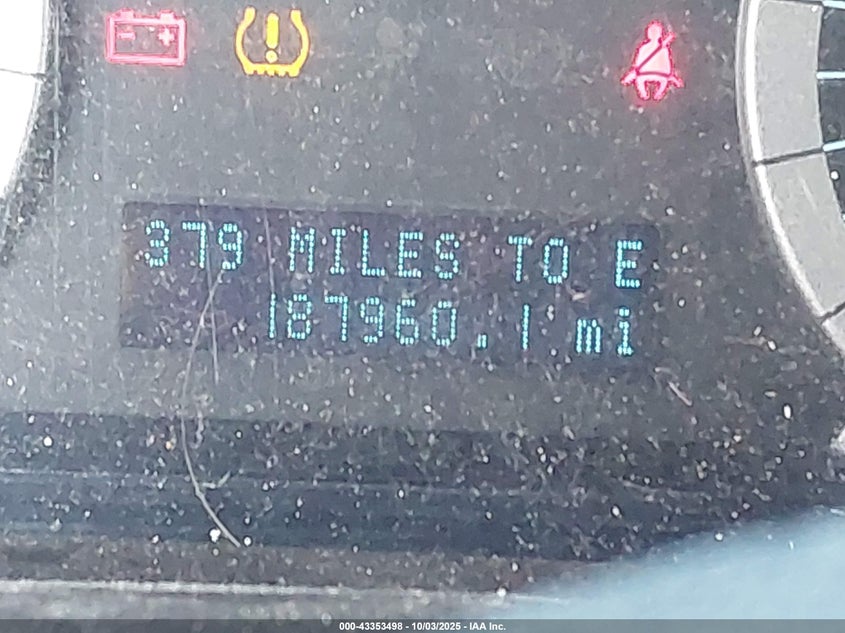 379 MILES TO E
187960.1 mi
000-43353498 - 10/03/2025 - IAA Inc.